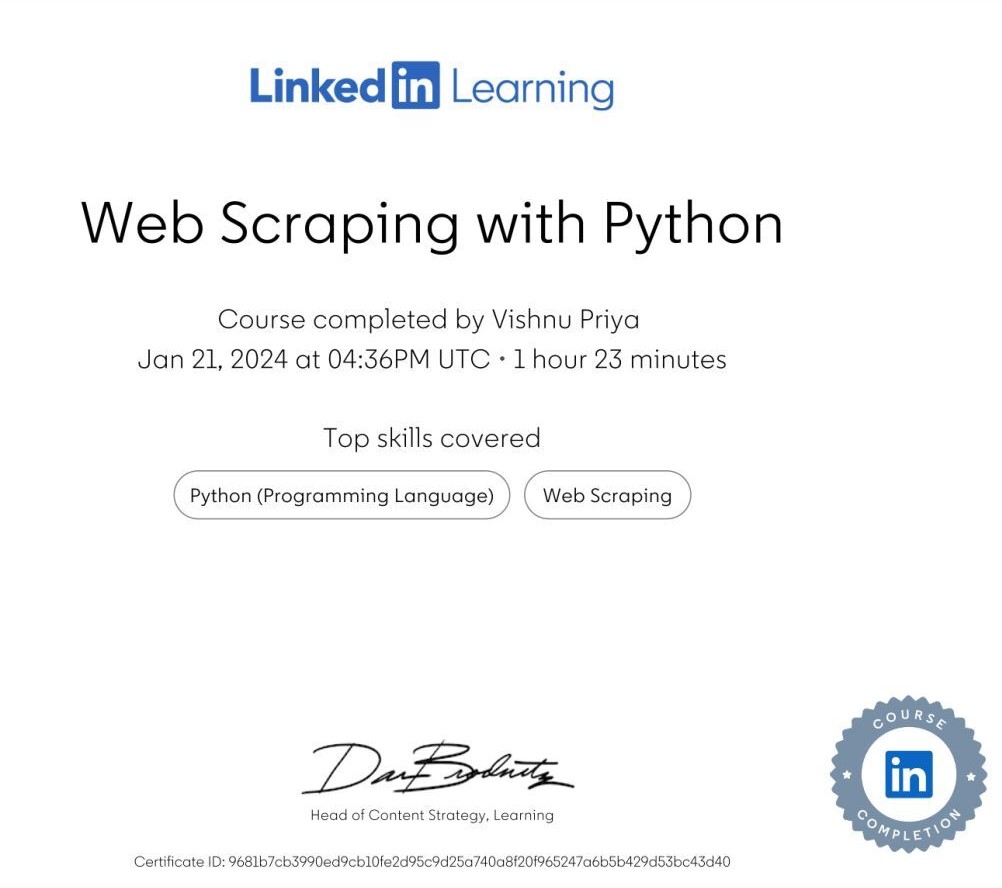 Linked in Learning
Web Scraping with Python
Course completed by Vishnu Priya
Jan 21, 2024 at 04:36PM UTC • 1 hour 23 minutes
Top skills covered
Python (Programming Language) Web Scraping
Dan Brodnitz
Head of Content Strategy, Learning
COURSE
in
COMPLETION
Certificate ID: 9681b7cb3990ed9cb10fe2d95c9d25a740a8f20f965247a6b5b429d53bc43d40